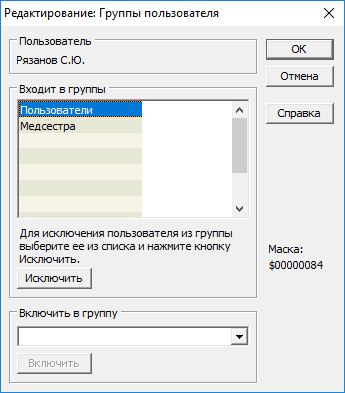 Редактирование: Группы пользователя
Пользователь
Рязанов С.Ю.
OK
Отмена
Справка
Входит в группы
Пользователи
Медсестра
Для исключения пользователя из группы
выберите ее из списка и нажмите кнопку
Исключить.
Исключить
Маска:
$00000084
Включить в группу
Включить